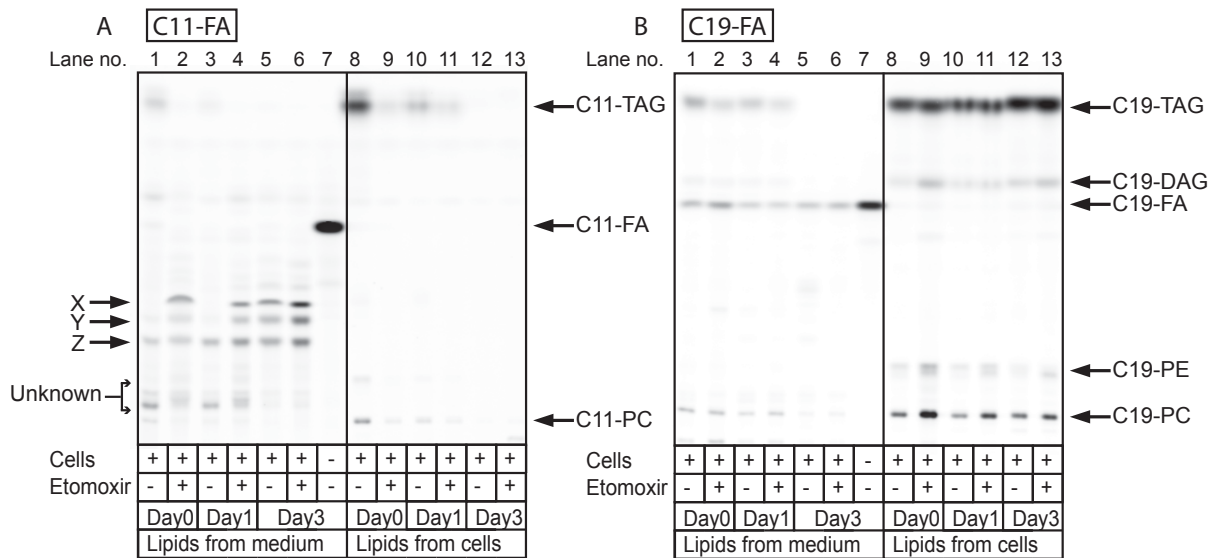 A C11-FA
Lane no. 1 2 3 4 5 6 7 8 9 10 11 12 13
C11-TAG
C11-FA
X
Y
Z
Unknown
C11-PC
Cells + + + + + + - + + + + + +
Etomoxir - + - + - + - - + - + - +
Day0 Day1 Day3 Day0 Day1 Day3
Lipids from medium Lipids from cells
B C19-FA
Lane no. 1 2 3 4 5 6 7 8 9 10 11 12 13
C19-TAG
C19-DAG
C19-FA
C19-PE
C19-PC
Cells + + + + + + - + + + + + +
Etomoxir - + - + - + - - + - + - +
Day0 Day1 Day3 Day0 Day1 Day3
Lipids from medium Lipids from cells